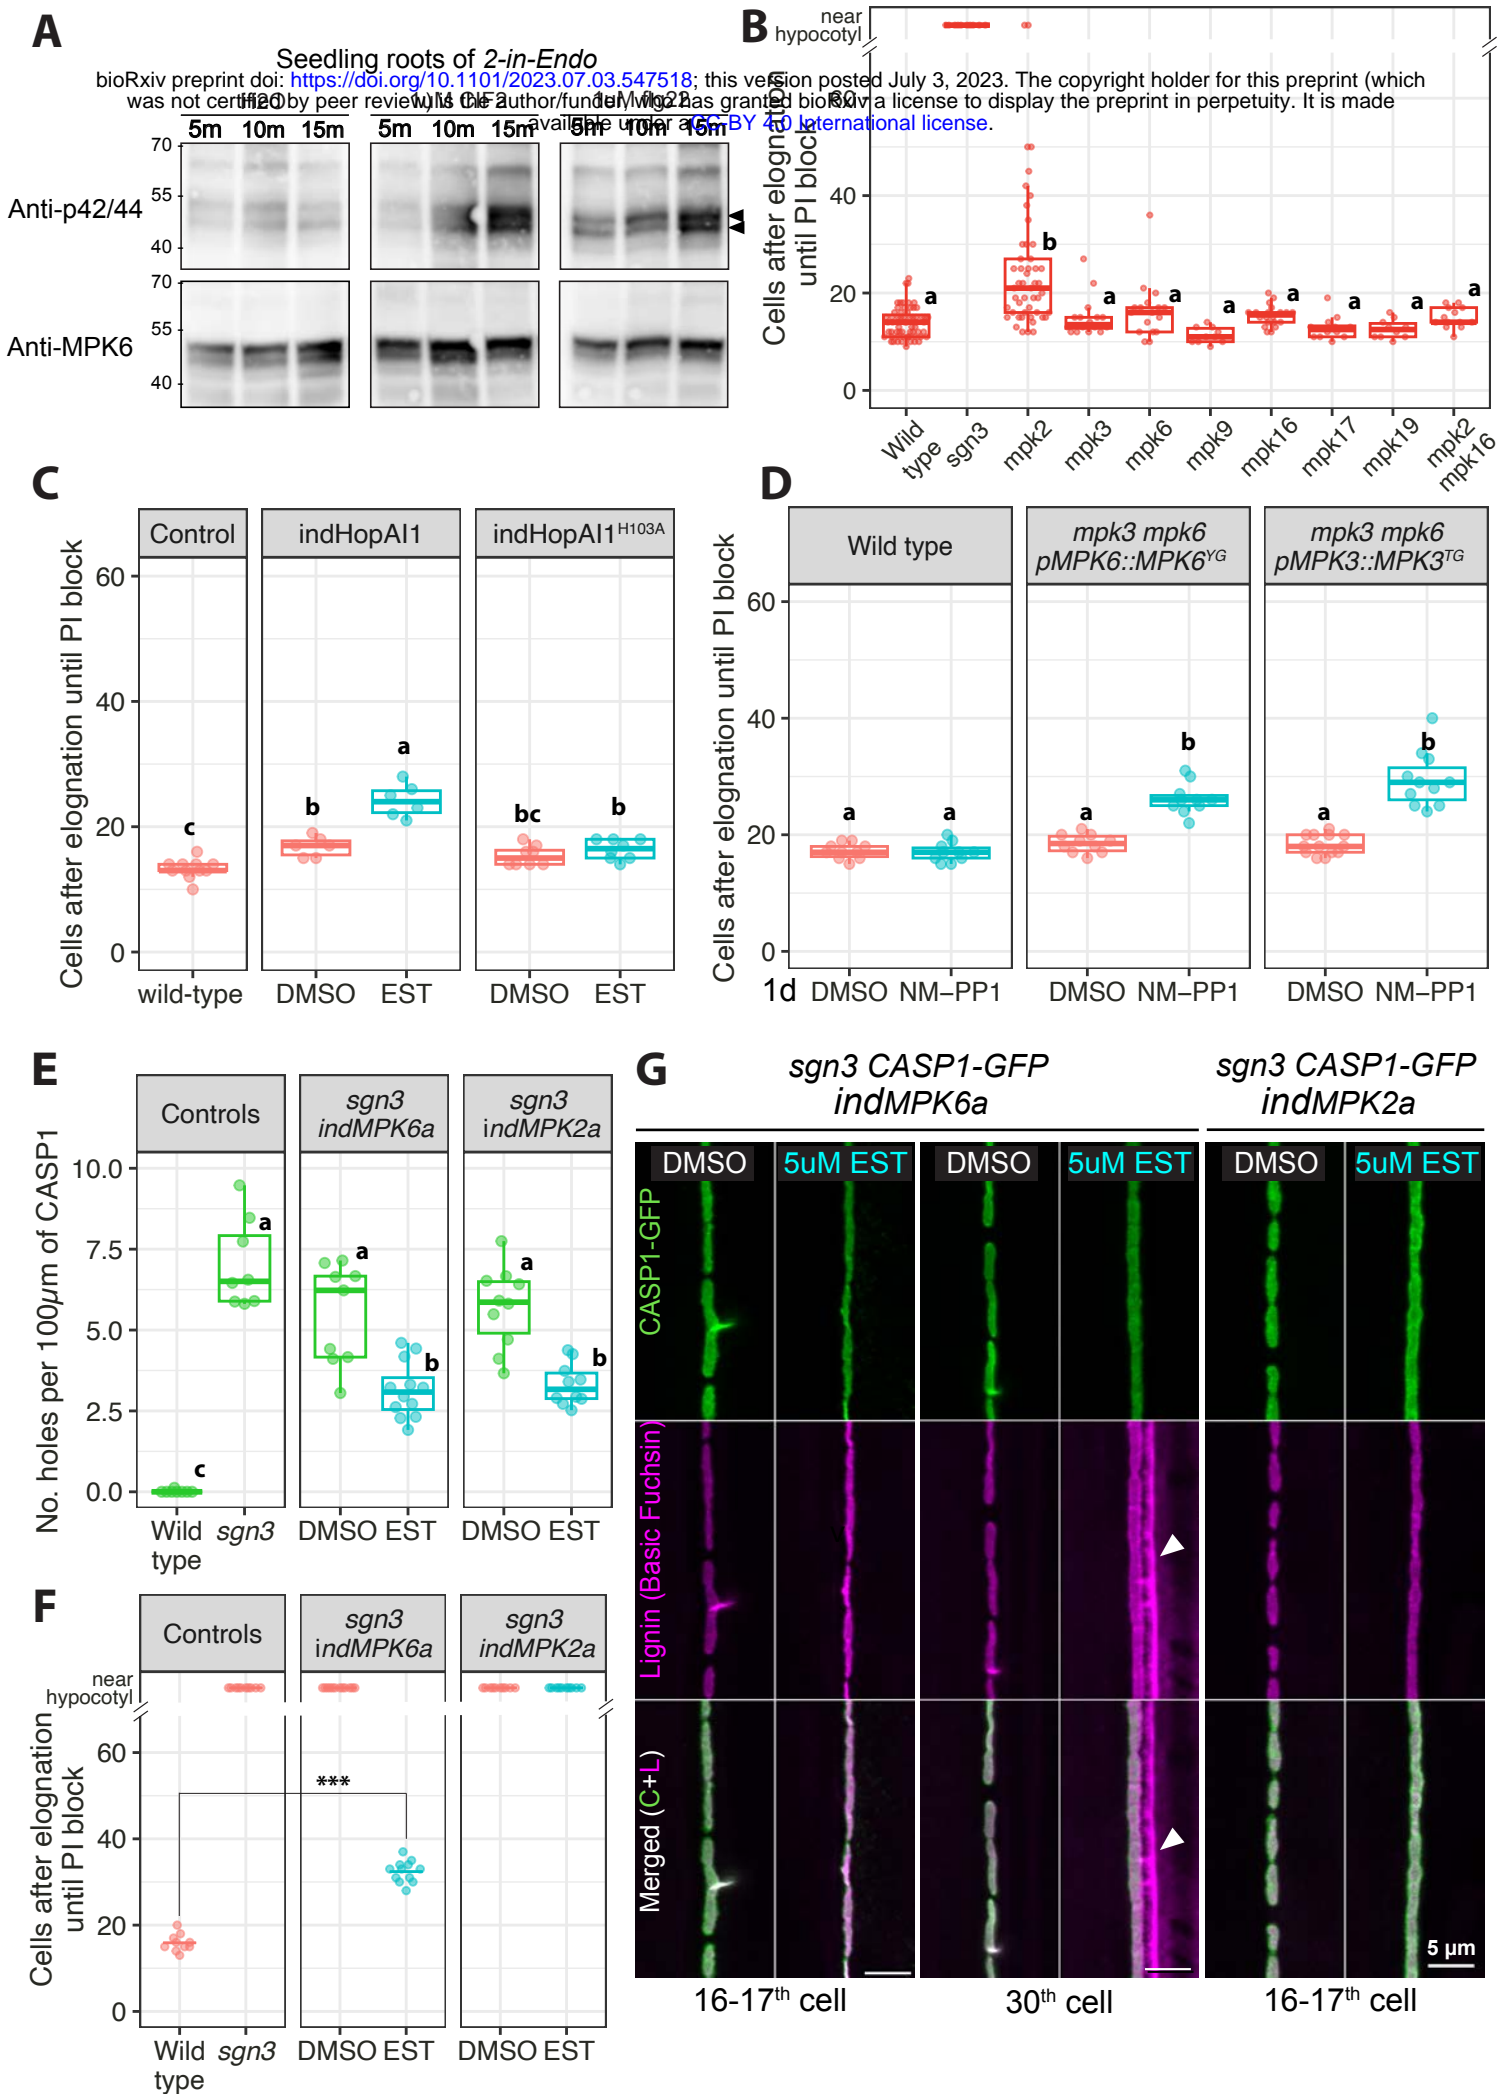 A
Seedling roots of 2-in-Endo
bioRxiv preprint doi: https://doi.org/10.1101/2023.07.03.547518; this version posted July 3, 2023. The copyright holder for this preprint (which
was not certified by peer review) is the author/funder, who has granted bioRxiv a license to display the preprint in perpetuity. It is made
available under aCC-BY 4.0 International license.
H2O
1uM CIF2
1uM flg22
5m 10m 15m
5m 10m 15m
5m 10m 15m
70
55
40
Anti-p42/44
70
55
40
Anti-MPK6
B
near
hypocotyl
Cells after elognation
until PI block
60
40
20
0
a
b
a
a
a
a
a
a
a
Wild
type
sgn3
mpk2
mpk3
mpk6
mpk9
mpk16
mpk17
mpk19
mpk2
mpk16
C
Control
indHopAI1
indHopAI1H103A
Cells after elognation until PI block
60
40
20
0
c
b
a
bc
b
wild-type
DMSO EST
DMSO EST
D
Wild type
mpk3 mpk6
pMPK6::MPK6YG
mpk3 mpk6
pMPK3::MPK3TG
Cells after elognation until PI block
60
40
20
0
a
a
a
b
a
b
1d
DMSO NM–PP1
DMSO NM–PP1
DMSO NM–PP1
E
Controls
sgn3
indMPK6a
sgn3
indMPK2a
No. holes per 100µm of CASP1
10.0
7.5
5.0
2.5
0.0
c
a
a
b
a
b
Wild
type
sgn3
DMSO EST
DMSO EST
F
Controls
sgn3
indMPK6a
sgn3
indMPK2a
near
hypocotyl
Cells after elognation
until PI block
60
40
20
0
***
Wild
type
sgn3
DMSO EST
DMSO EST
G
sgn3 CASP1-GFP
indMPK6a
sgn3 CASP1-GFP
indMPK2a
DMSO
5uM EST
DMSO
5uM EST
DMSO
5uM EST
CASP1-GFP
Lignin (Basic Fuchsin)
Merged (C+L)
5 µm
16-17th cell
30th cell
16-17th cell